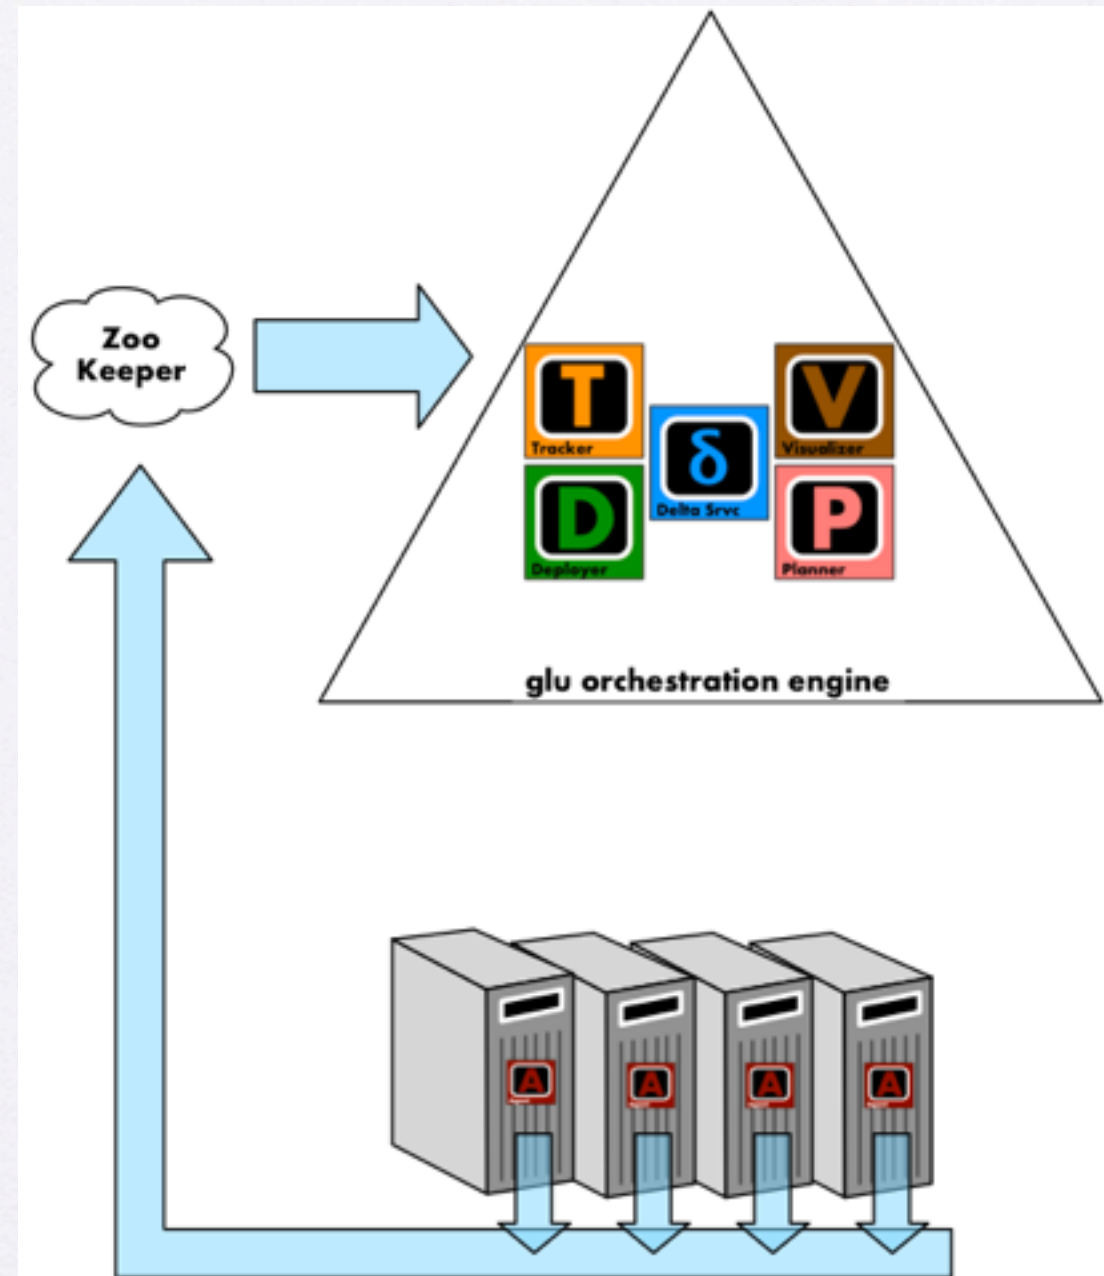 Zoo
Keeper
T
Tracker
V
Visualizer
δ
Delta Srvc
D
Deployer
P
Planner
glu orchestration engine
A
A
A
A